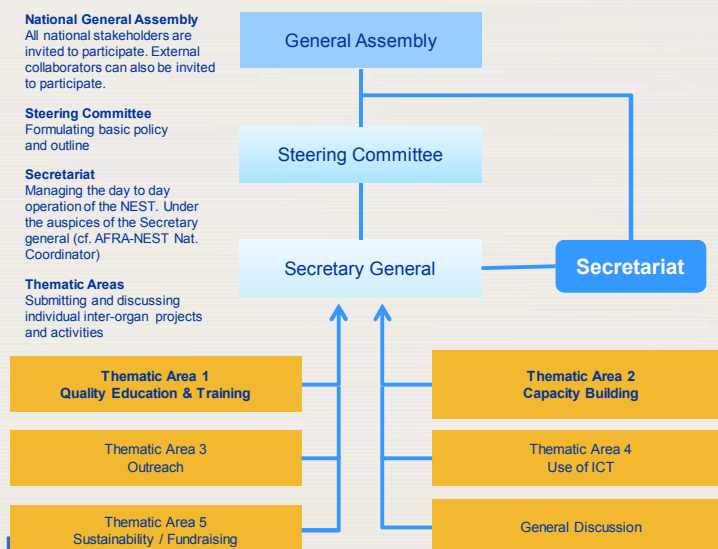 National General Assembly
All national stakeholders are
invited to participate. External
collaborators can also be invited
to participate.
Steering Committee
Formulating basic policy
and outline
Secretariat
Managing the day to day
operation of the NEST. Under
the auspices of the Secretary
general (cf. AFRA-NEST Nat.
Coordinator)
Thematic Areas
Submitting and discussing
individual inter-organ projects
and activities
General Assembly
Steering Committee
Secretary General
Secretariat
Thematic Area 1
Quality Education & Training
Thematic Area 2
Capacity Building
Thematic Area 3
Outreach
Thematic Area 4
Use of ICT
Thematic Area 5
Sustainability / Fundraising
General Discussion